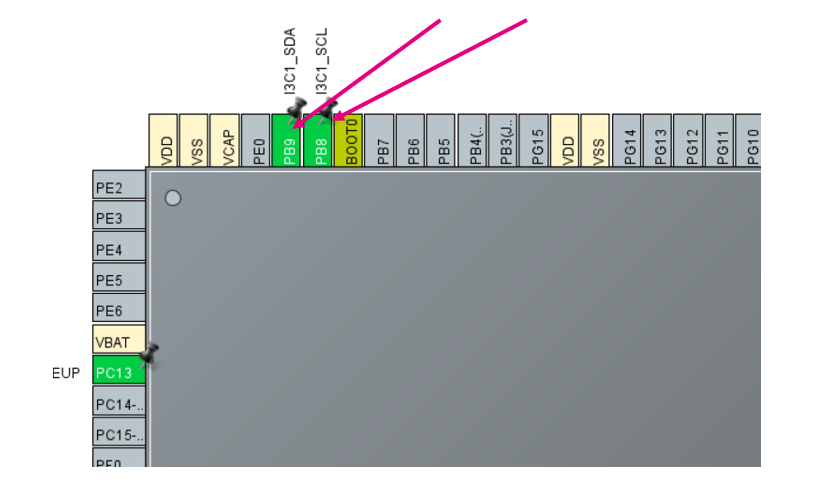 I3C1_SDA
I3C1_SCL
VDD
VSS
VCAP
PE0
PB9
PB8
BOOT0
PB7
PB6
PB5
PB4(..
PB3(J..
PG15
VDD
VSS
PG14
PG13
PG12
PG11
PG10
PE2
PE3
PE4
PE5
PE6
VBAT
EUP PC13
PC14-..
PC15-..
PF0